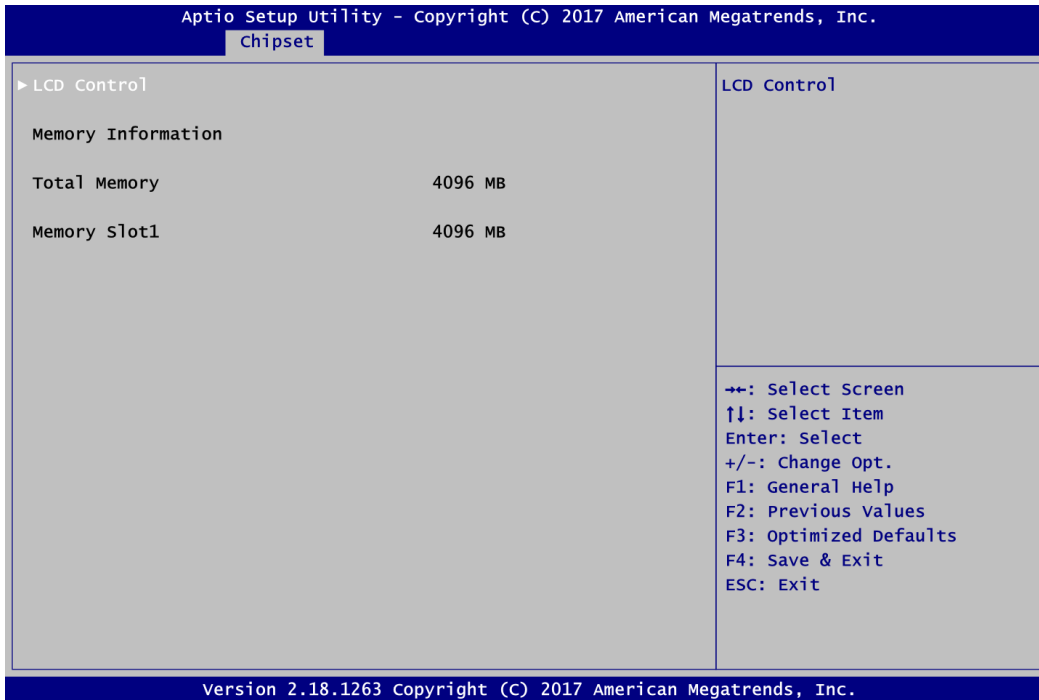 Aptio Setup Utility - Copyright (C) 2017 American Megatrends, Inc.
Chipset
► LCD Control
Memory Information
Total Memory 4096 MB
Memory Slot1 4096 MB
LCD Control
→←: Select Screen
↑↓: Select Item
Enter: Select
+/-: Change Opt.
F1: General Help
F2: Previous Values
F3: Optimized Defaults
F4: Save & Exit
ESC: Exit
Version 2.18.1263 Copyright (C) 2017 American Megatrends, Inc.